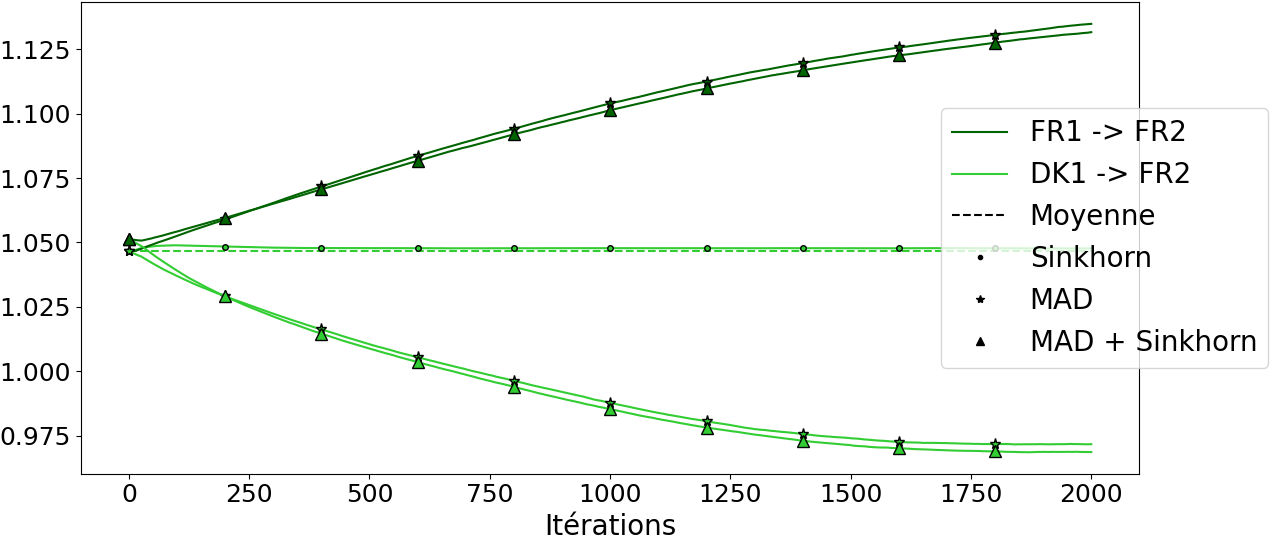 1.125
1.100
1.075
1.050
1.025
1.000
0.975
0
250
500
750
1000
1250
1500
1750
2000
Itérations
FR1 -> FR2
DK1 -> FR2
Moyenne
Sinkhorn
MAD
MAD + Sinkhorn